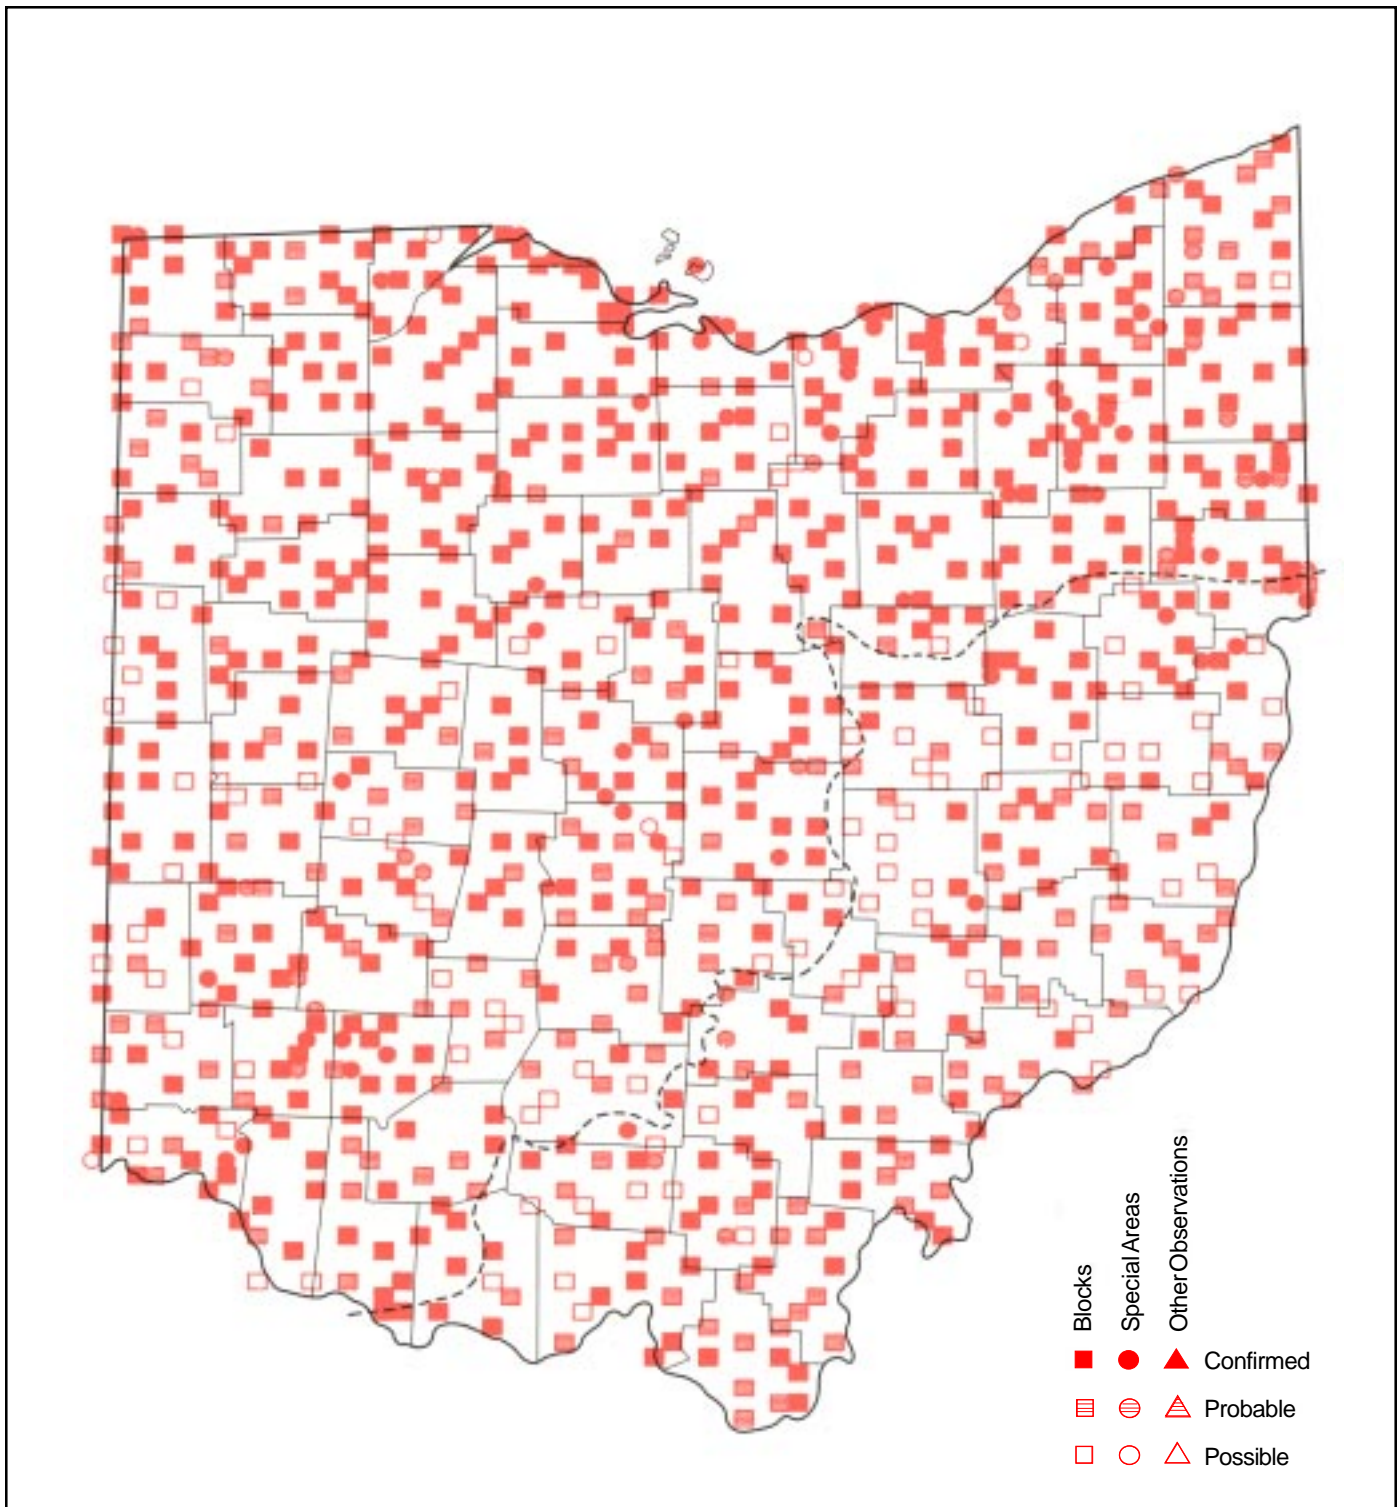 Blocks
Special Areas
Other Observations
Confirmed
Probable
Possible